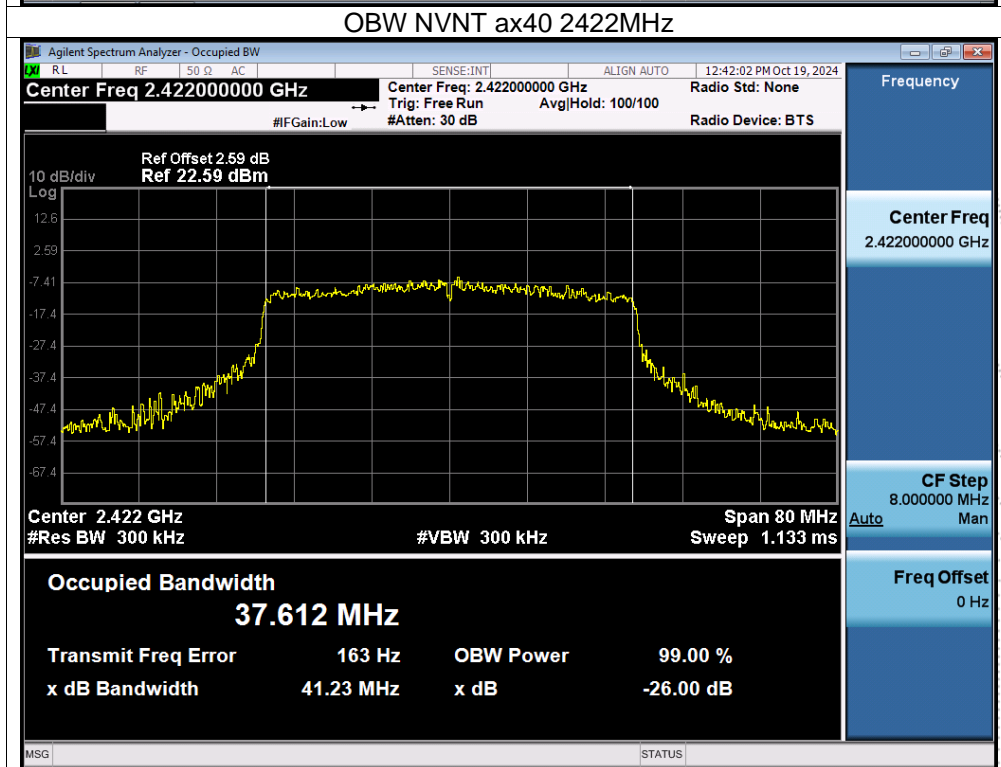 OBW NVNT ax40 2422MHz
Agilent Spectrum Analyzer - Occupied BW
LXI RL RF 50 Ω AC SENSE:INT ALIGN AUTO 12:42:02 PM Oct 19, 2024
Center Freq 2.422000000 GHz Center Freq: 2.422000000 GHz Radio Std: None Frequency
Trig: Free Run Avg|Hold: 100/100
#IFGain:Low #Atten: 30 dB Radio Device: BTS
Ref Offset 2.59 dB
10 dB/div Ref 22.59 dBm
Log
12.6
2.59
-7.41
-17.4
-27.4
-37.4
-47.4
-57.4
-67.4
Center Freq
2.422000000 GHz
CF Step
8.000000 MHz
Auto Man
Center 2.422 GHz Span 80 MHz
#Res BW 300 kHz #VBW 300 kHz Sweep 1.133 ms
Freq Offset
0 Hz
Occupied Bandwidth
37.612 MHz
Transmit Freq Error 163 Hz OBW Power 99.00 %
x dB Bandwidth 41.23 MHz x dB -26.00 dB
MSG STATUS